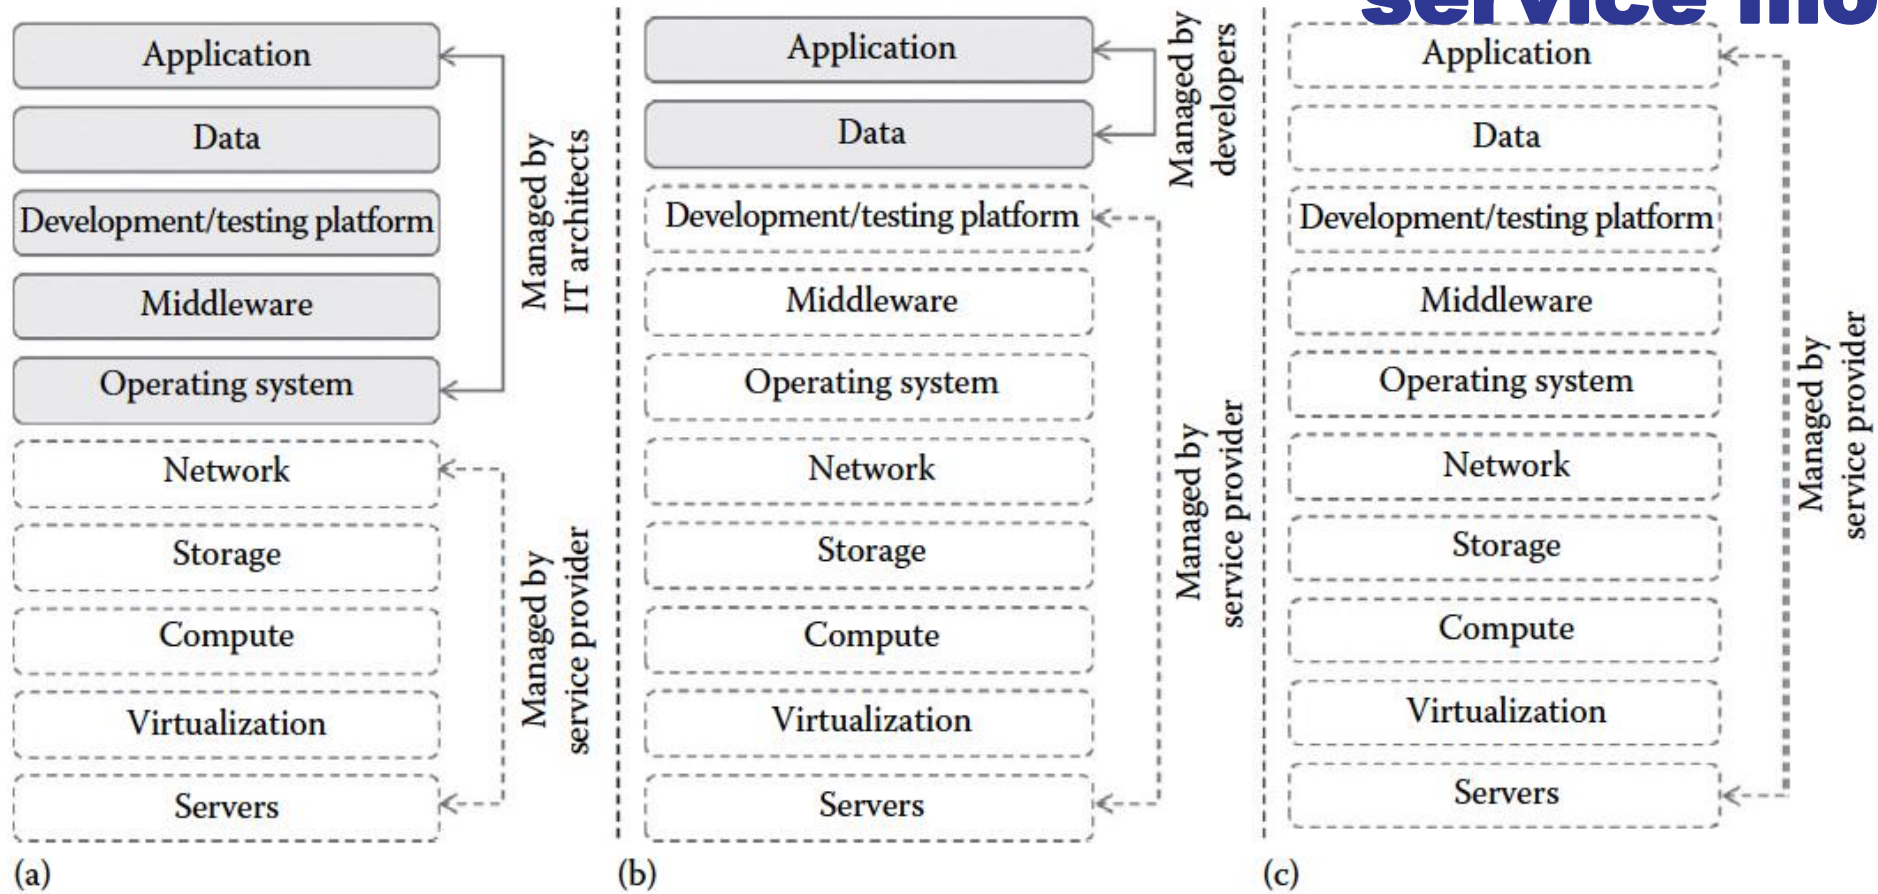 service mo
Application
Data
Development/testing platform
Middleware
Operating system
Network
Storage
Compute
Virtualization
Servers
Managed by
IT architects
Managed by
service provider
(a)
Application
Data
Development/testing platform
Middleware
Operating system
Network
Storage
Compute
Virtualization
Servers
Managed by
developers
Managed by
service provider
(b)
Application
Data
Development/testing platform
Middleware
Operating system
Network
Storage
Compute
Virtualization
Servers
Managed by
service provider
(c)